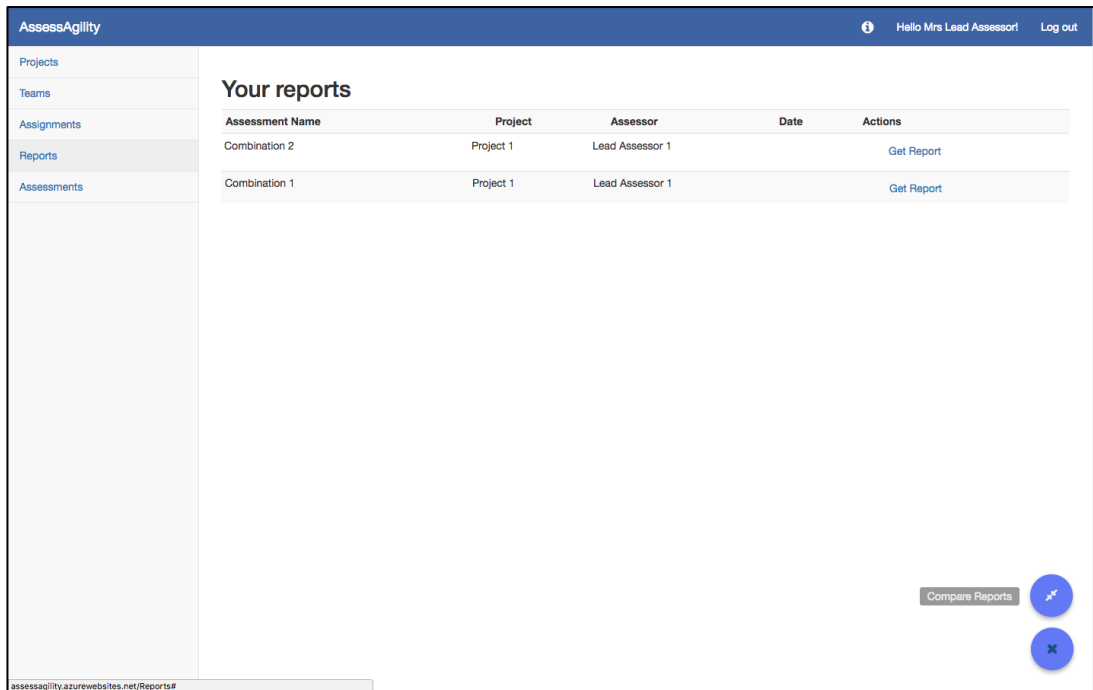 AssessAgility Hello Mrs Lead Assessor! Log out
Projects
Teams
Assignments
Reports
Assessments
Your reports
Assessment Name Project Assessor Date Actions
Combination 2 Project 1 Lead Assessor 1 Get Report
Combination 1 Project 1 Lead Assessor 1 Get Report
Compare Reports
assessagility.azurewebsites.net/Reports#